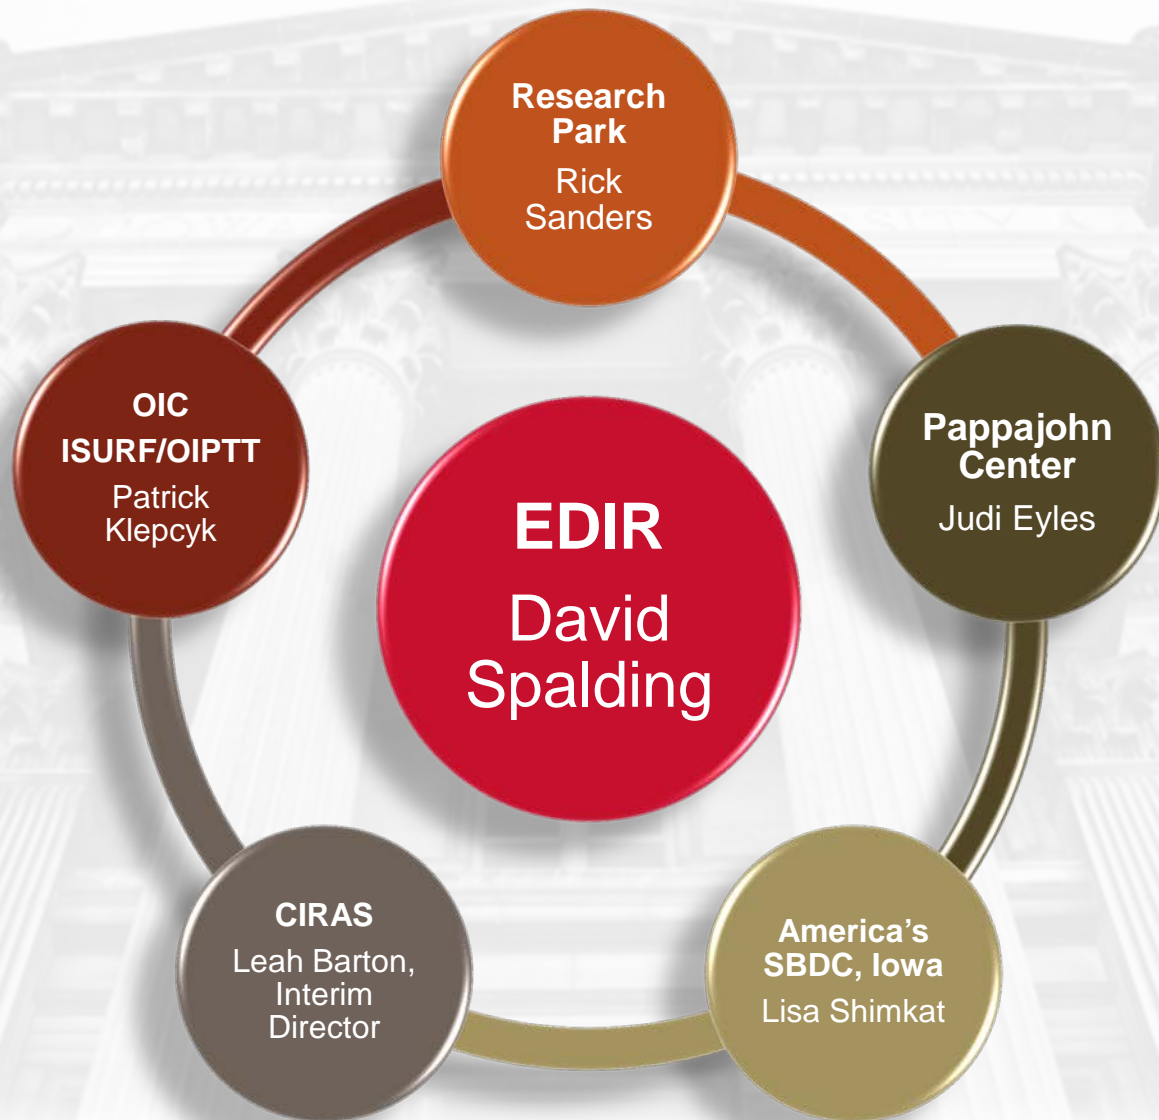 Research
Park
Rick
Sanders
OIC
ISURF/OIPTT
Patrick
Klepcyk
Pappajohn
Center
Judi Eyles
EDIR
David
Spalding
CIRAS
Leah Barton,
Interim
Director
America's
SBDC, Iowa
Lisa Shimkat